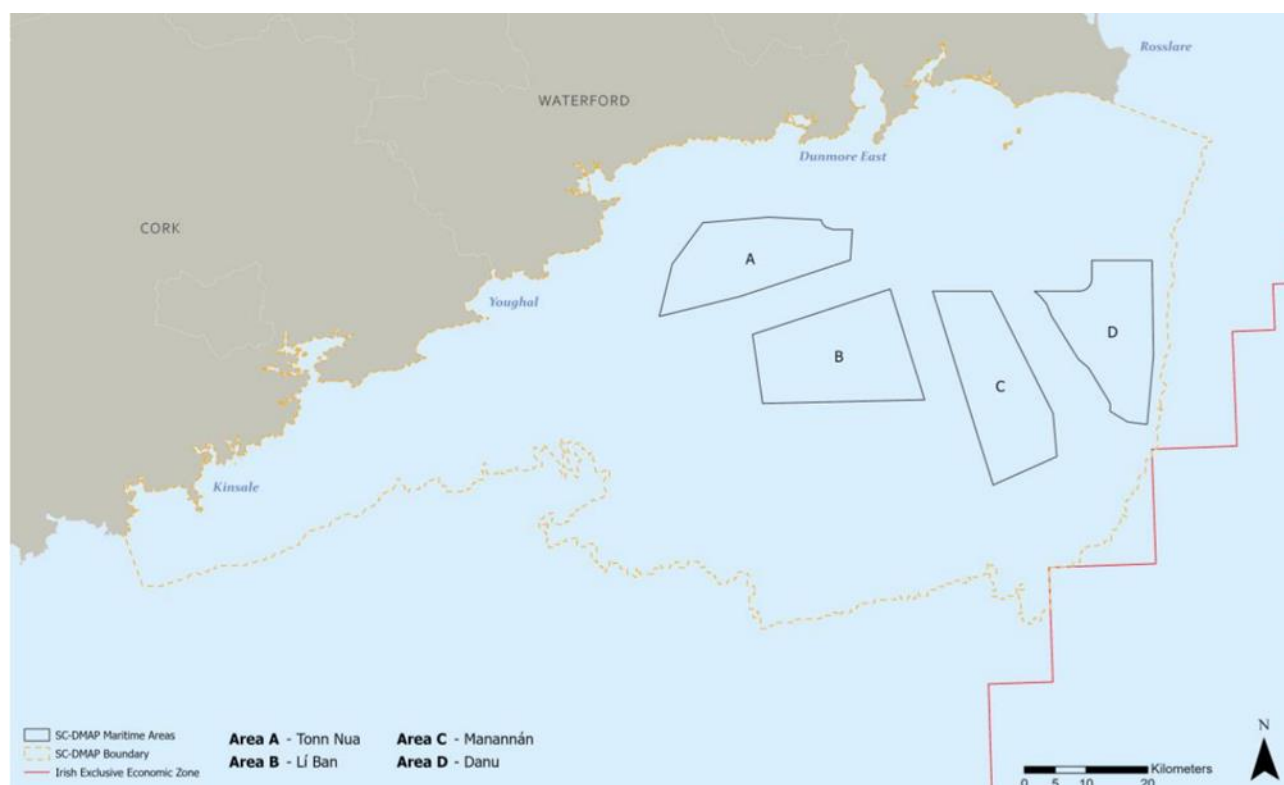 Rosslare
WATERFORD
Dunmore East
CORK
A
Youghal
D
B
C
Kinsale
SC-DMAP Maritime Areas
SC-DMAP Boundary
Irish Exclusive Economic Zone
Area A - Tonn Nua
Area B - Lí Ban
Area C - Manannán
Area D - Danu
N
Kilometers
0 5 10 20